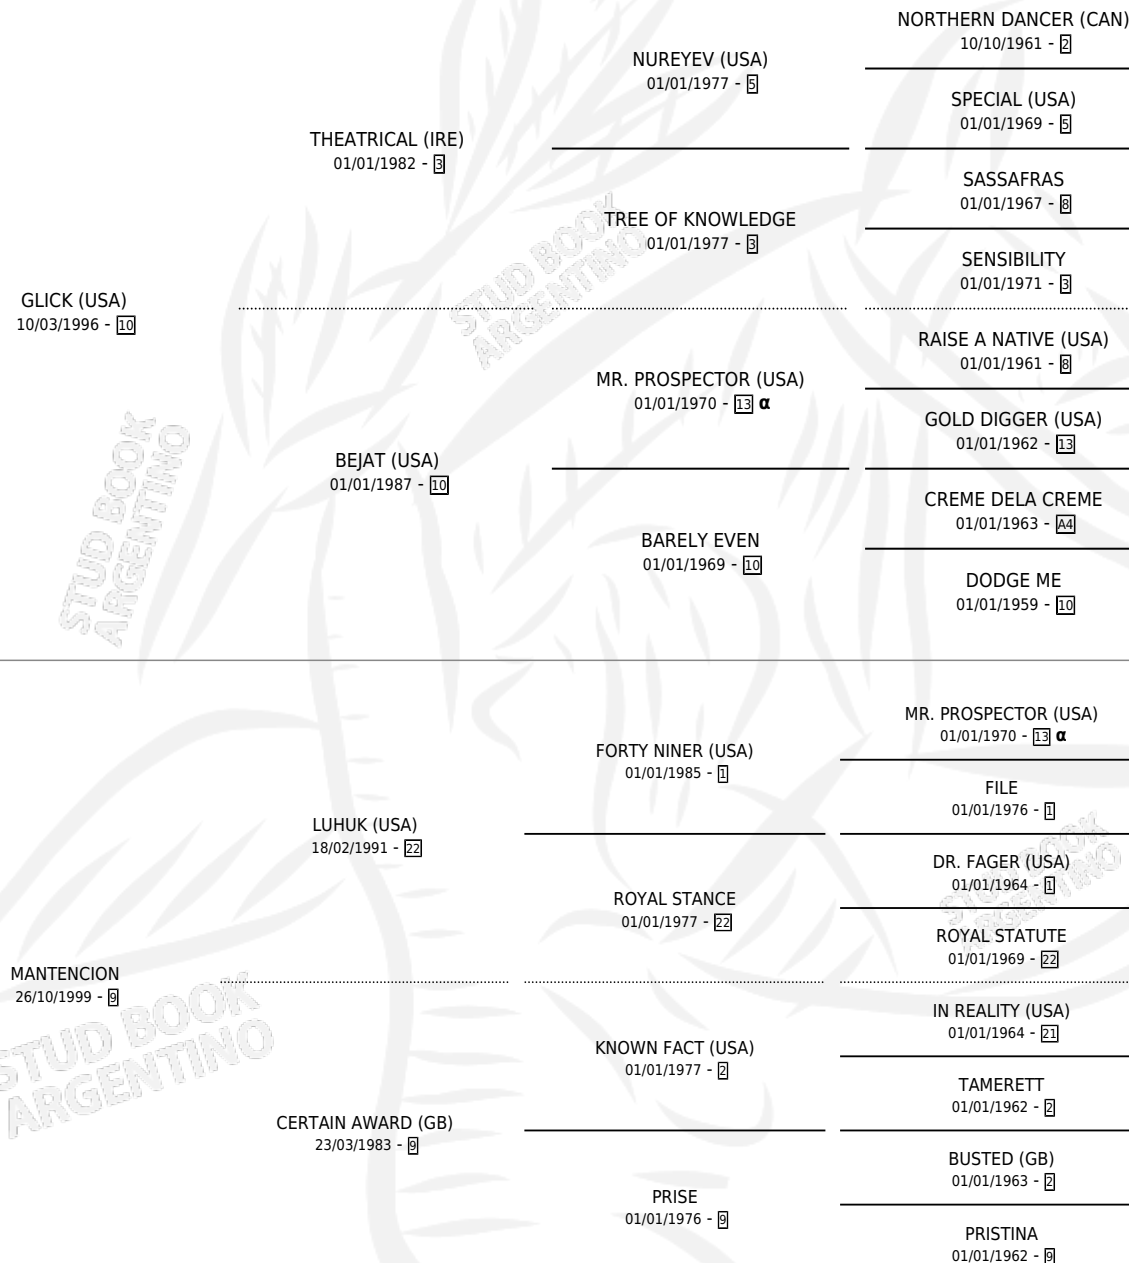 NORTHERN DANCER (CAN)
10/10/1961 - 2
NUREYEV (USA)
01/01/1977 - 5
SPECIAL (USA)
01/01/1969 - 5
THEATRICAL (IRE)
01/01/1982 - 3
SASSAFRAS
01/01/1967 - 8
TREE OF KNOWLEDGE
01/01/1977 - 3
SENSIBILITY
01/01/1971 - 3
GLICK (USA)
10/03/1996 - 10
RAISE A NATIVE (USA)
01/01/1961 - 8
MR. PROSPECTOR (USA)
01/01/1970 - 13 α
GOLD DIGGER (USA)
01/01/1962 - 13
BEJAT (USA)
01/01/1987 - 10
CREME DELA CREME
01/01/1963 - A4
BARELY EVEN
01/01/1969 - 10
DODGE ME
01/01/1959 - 10
MR. PROSPECTOR (USA)
01/01/1970 - 13 α
FORTY NINER (USA)
01/01/1985 - 1
FILE
01/01/1976 - 1
LUHUK (USA)
18/02/1991 - 22
DR. FAGER (USA)
01/01/1964 - 1
ROYAL STANCE
01/01/1977 - 22
ROYAL STATUTE
01/01/1969 - 22
MANTENCION
26/10/1999 - 9
IN REALITY (USA)
01/01/1964 - 21
KNOWN FACT (USA)
01/01/1977 - 2
TAMERETT
01/01/1962 - 2
CERTAIN AWARD (GB)
23/03/1983 - 9
BUSTED (GB)
01/01/1963 - 2
PRISE
01/01/1976 - 9
PRISTINA
01/01/1962 - 9
STUD BOOK
ARGENTINO
STUD BOOK
ARGENTINO
STUD BOOK
ARGENTINO
STUD BOOK
ARGENTINO